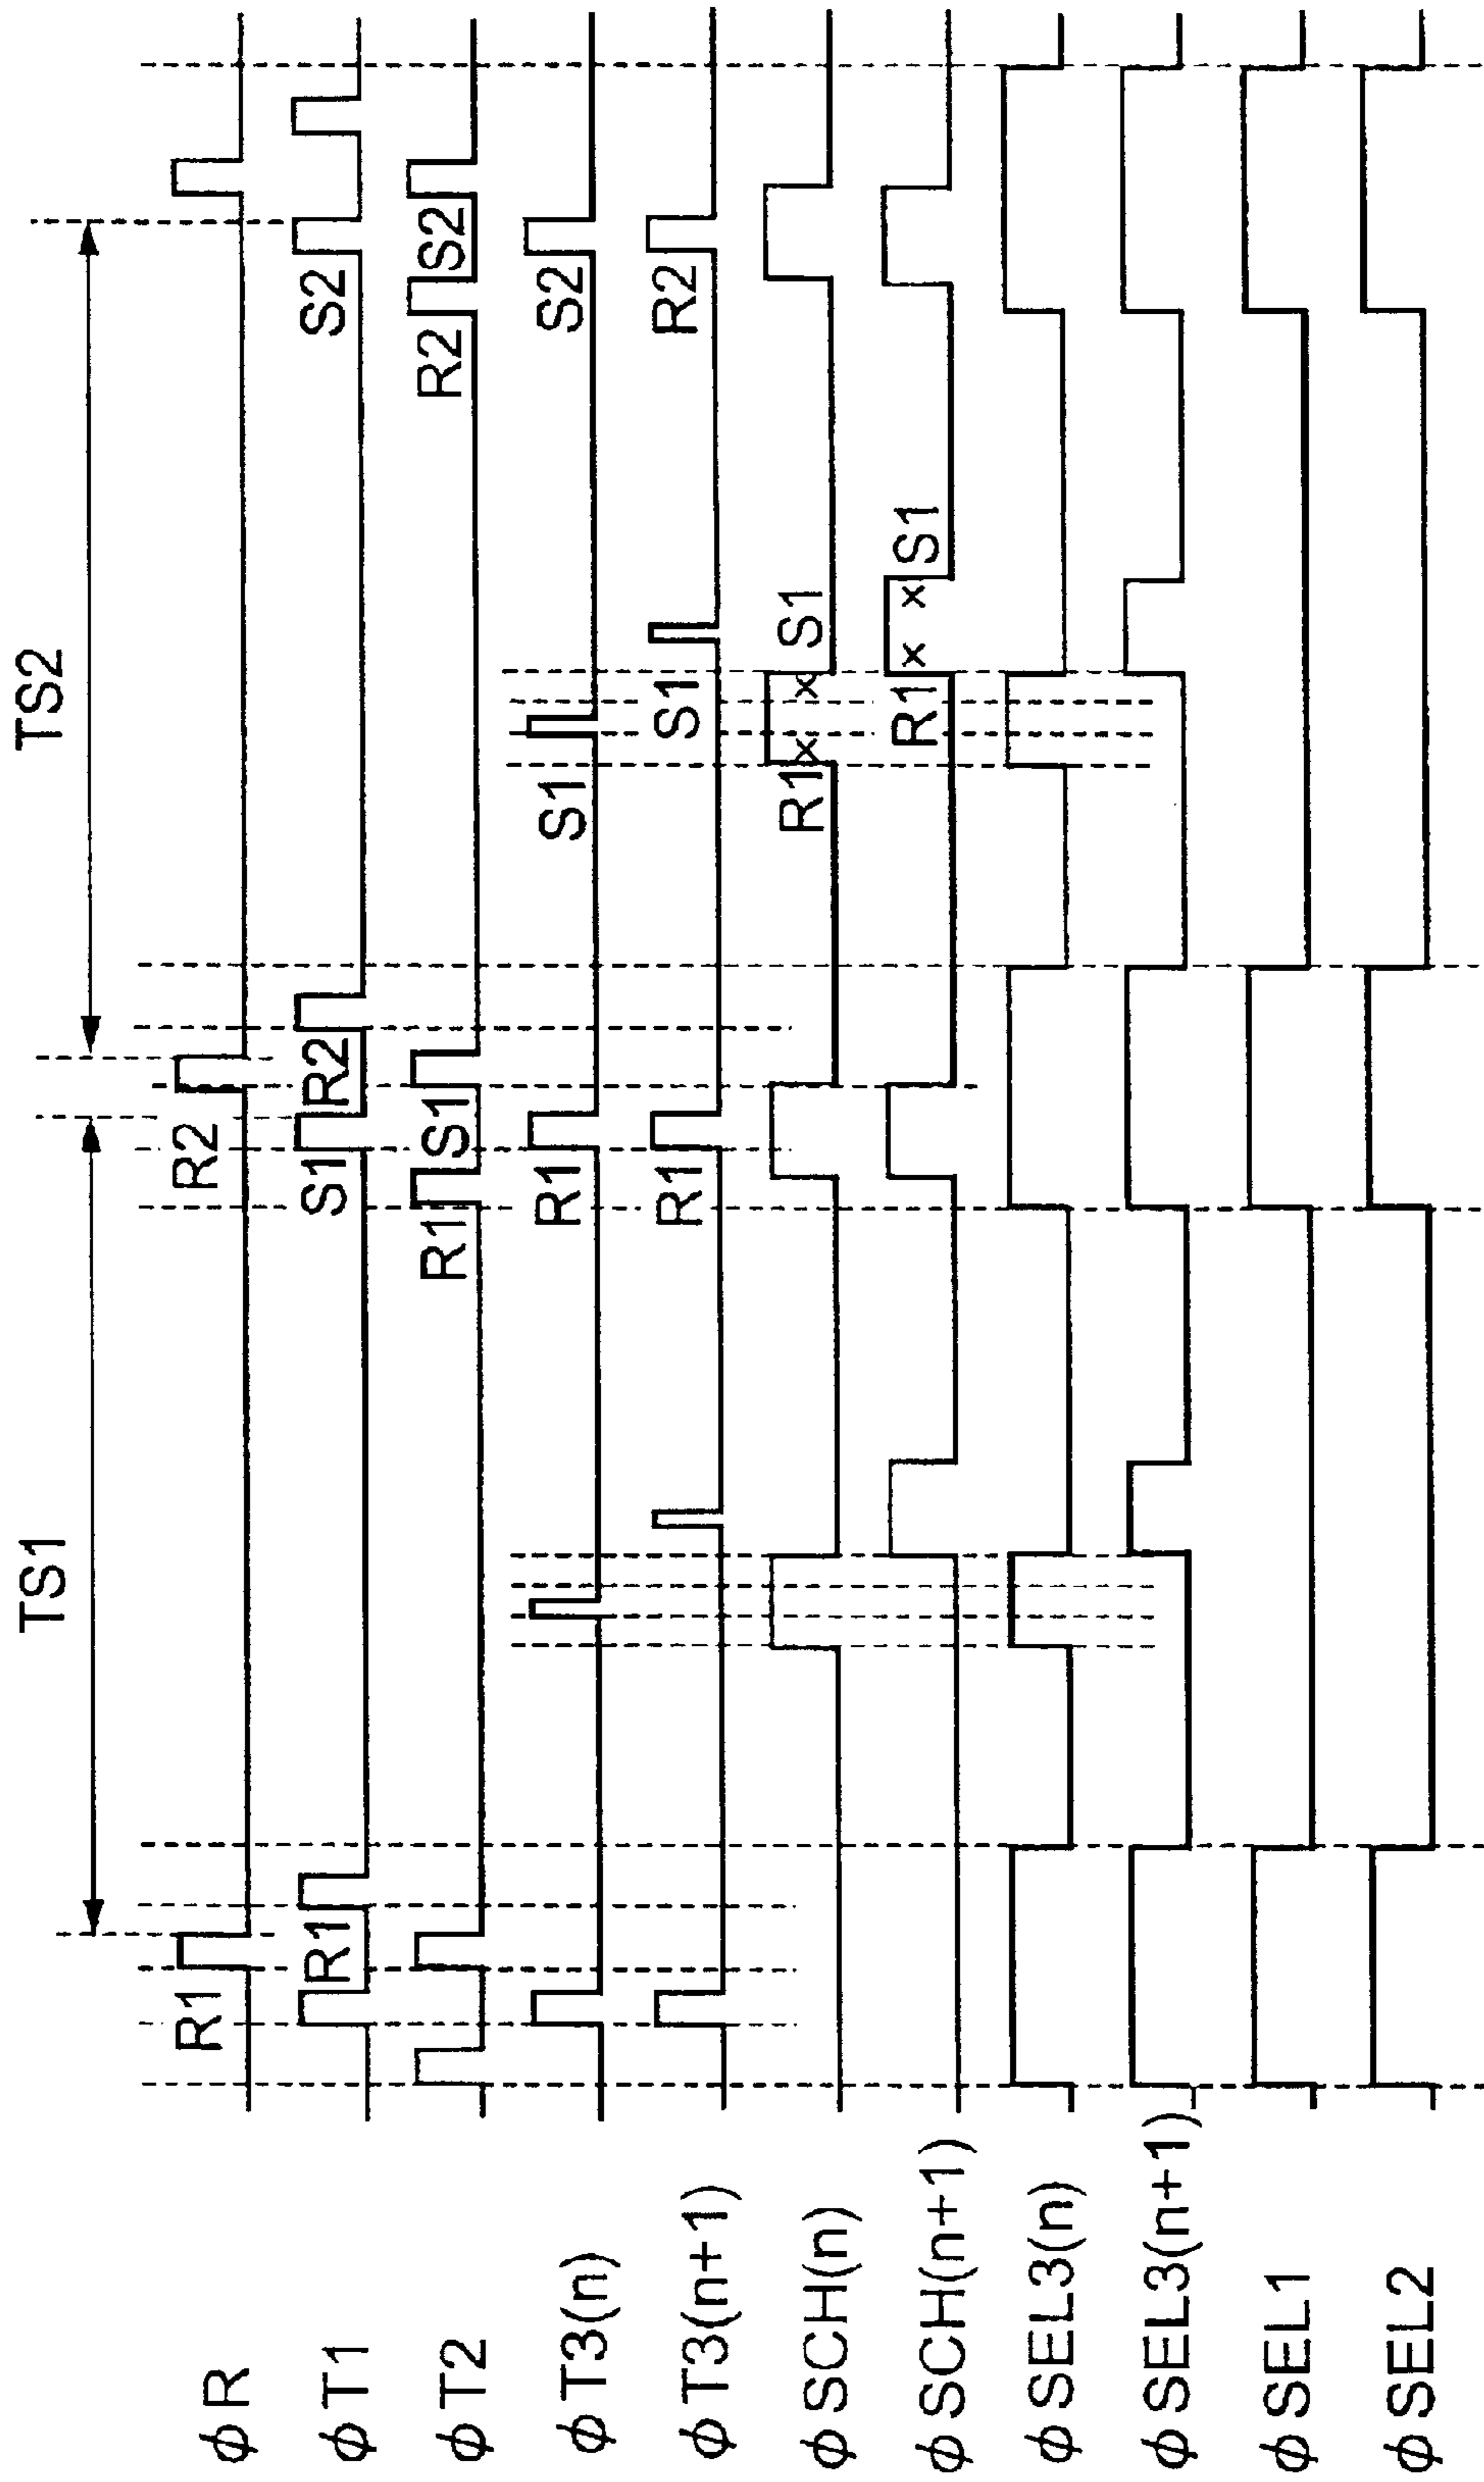 TS1 TS2
φR R1 R2
φT1 R1 S1 R2 S2
φT2 R1 S1 R2 S2
φT3(n) R1 S1 S2
φT3(n+1) R1 S1 R2
φSCH(n) R1 x x S1
φSCH(n+1) R1 x x S1
φSEL3(n)
φSEL3(n+1)
φSEL1
φSEL2